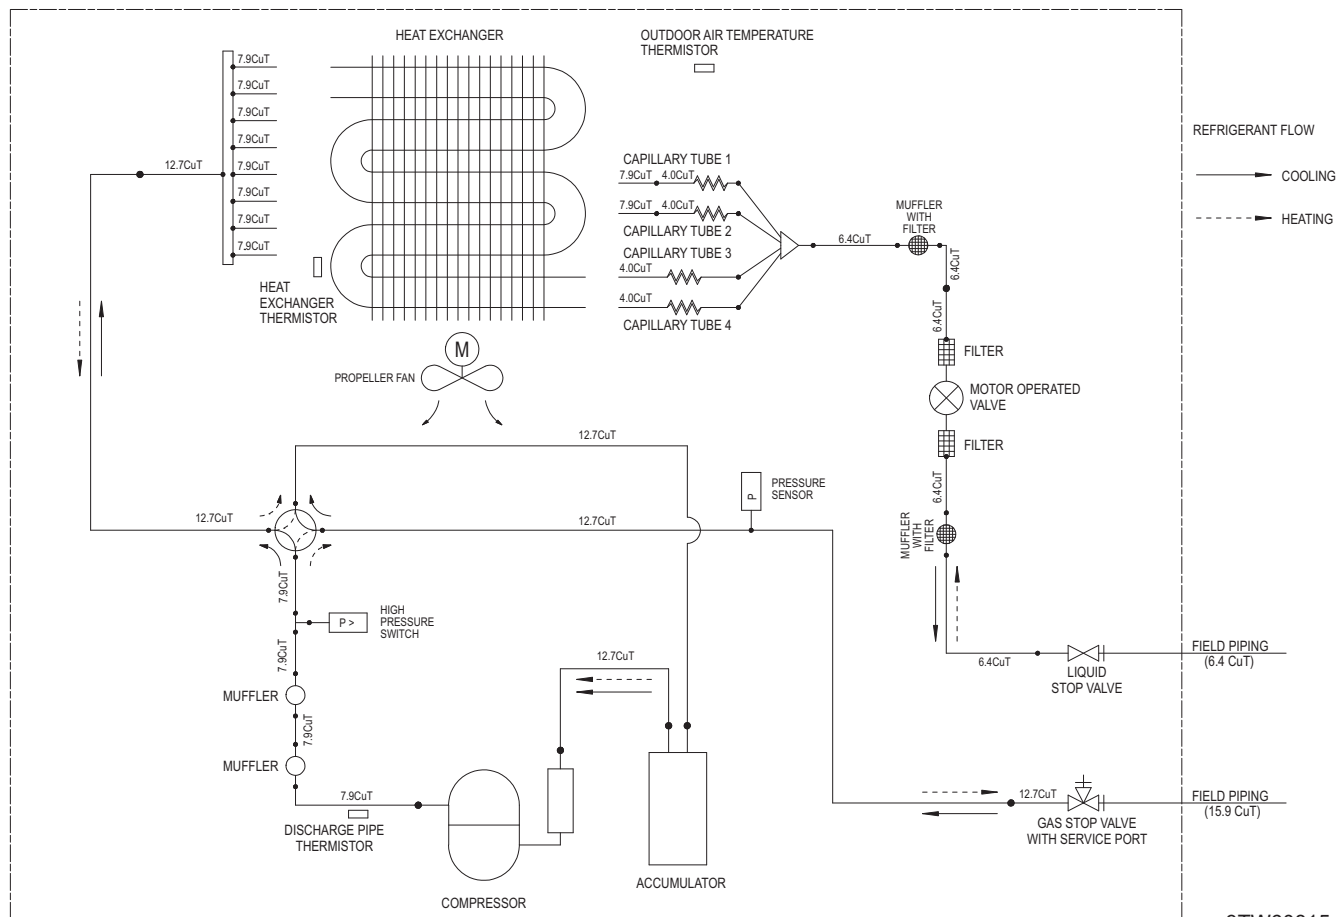 HEAT EXCHANGER
OUTDOOR AIR TEMPERATURE
THERMISTOR
7.9CuT
7.9CuT
7.9CuT
7.9CuT
7.9CuT
7.9CuT
7.9CuT
7.9CuT
12.7CuT
REFRIGERANT FLOW
COOLING
HEATING
CAPILLARY TUBE 1
7.9CuT
4.0CuT
7.9CuT
4.0CuT
CAPILLARY TUBE 2
CAPILLARY TUBE 3
4.0CuT
4.0CuT
CAPILLARY TUBE 4
MUFFLER
WITH
FILTER
6.4CuT
6.4CuT
6.4CuT
HEAT
EXCHANGER
THERMISTOR
M
PROPELLER FAN
FILTER
MOTOR OPERATED
VALVE
FILTER
6.4CuT
MUFFLER
WITH
FILTER
12.7CuT
PRESSURE
SENSOR
P
12.7CuT
12.7CuT
7.9CuT
P >
HIGH
PRESSURE
SWITCH
7.9CuT
MUFFLER
7.9CuT
MUFFLER
7.9CuT
DISCHARGE PIPE
THERMISTOR
12.7CuT
COMPRESSOR
ACCUMULATOR
6.4CuT
LIQUID
STOP VALVE
FIELD PIPING
(6.4 CuT)
12.7CuT
GAS STOP VALVE
WITH SERVICE PORT
FIELD PIPING
(15.9 CuT)